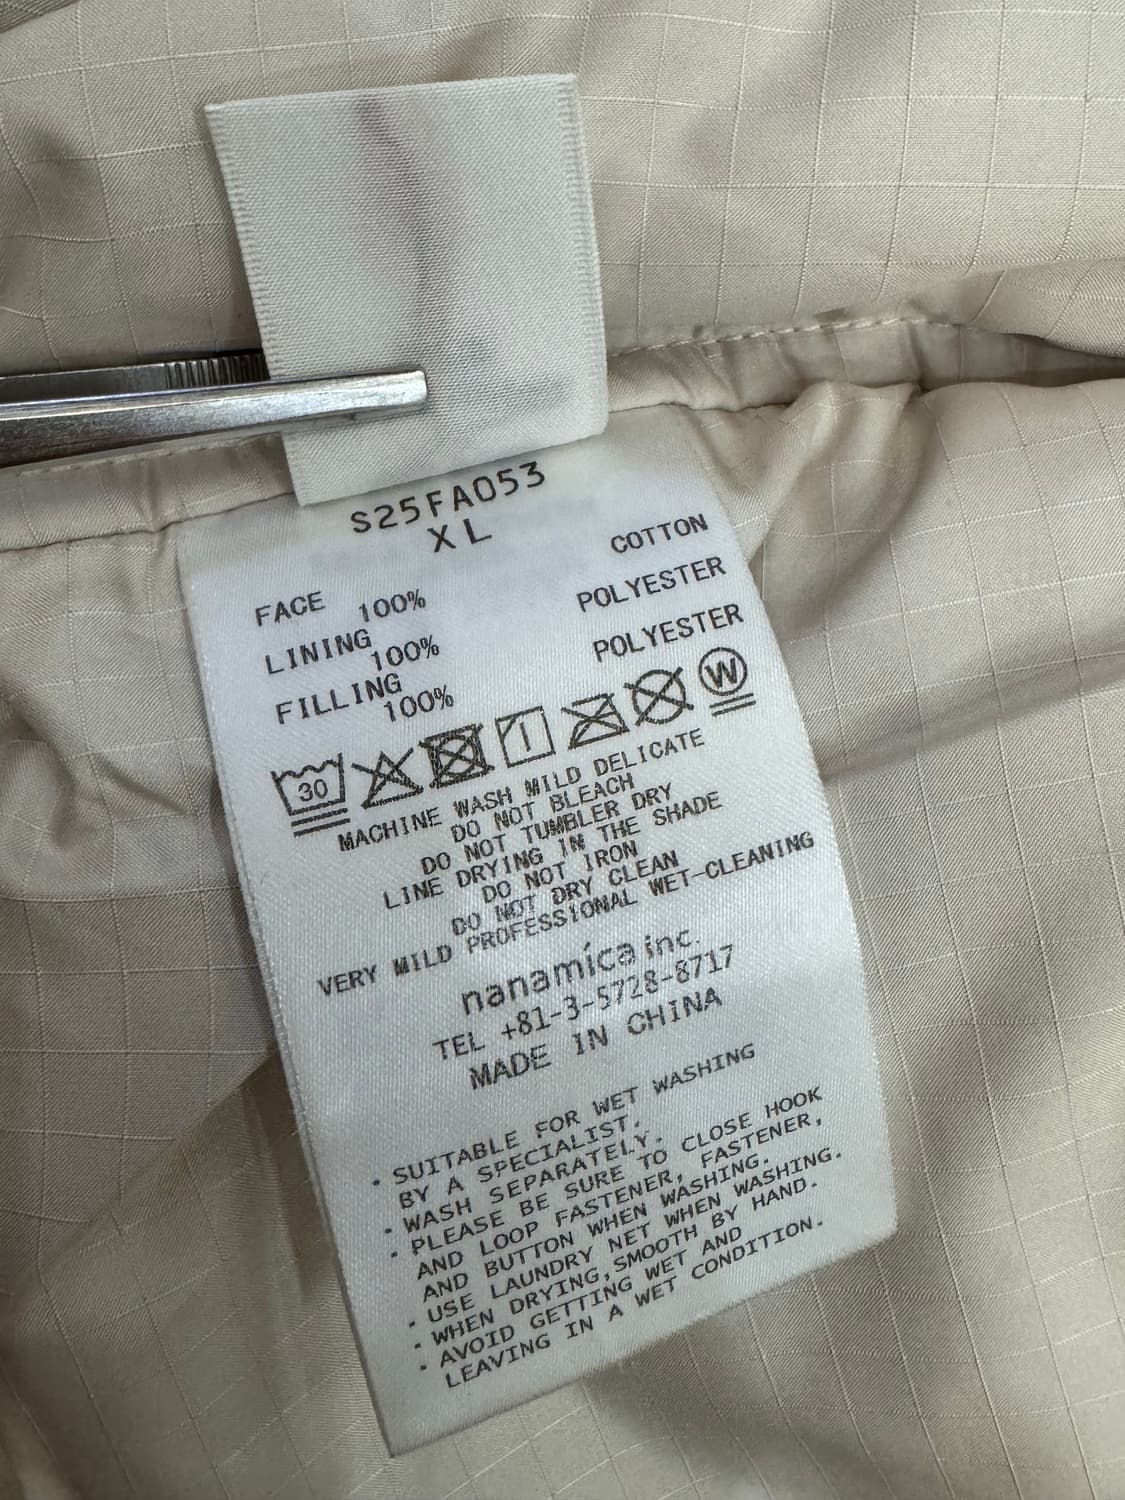 S25FA053
XL
FACE 100% COTTON
LINING 100% POLYESTER
FILLING 100% POLYESTER
30 W
MACHINE WASH MILD DELICATE
DO NOT BLEACH
DO NOT TUMBLER DRY
LINE DRYING IN THE SHADE
DO NOT IRON
DO NOT DRY CLEAN
VERY MILD PROFESSIONAL WET-CLEANING
nanamica inc.
TEL +81-3-5728-8717
MADE IN CHINA
・SUITABLE FOR WET WASHING
BY A SPECIALIST.
・WASH SEPARATELY.
・PLEASE BE SURE TO CLOSE HOOK
AND LOOP FASTENER, FASTENER,
AND BUTTON WHEN WASHING.
・USE LAUNDRY NET WHEN WASHING.
・WHEN DRYING,SMOOTH BY HAND.
・AVOID GETTING WET AND
LEAVING IN A WET CONDITION.